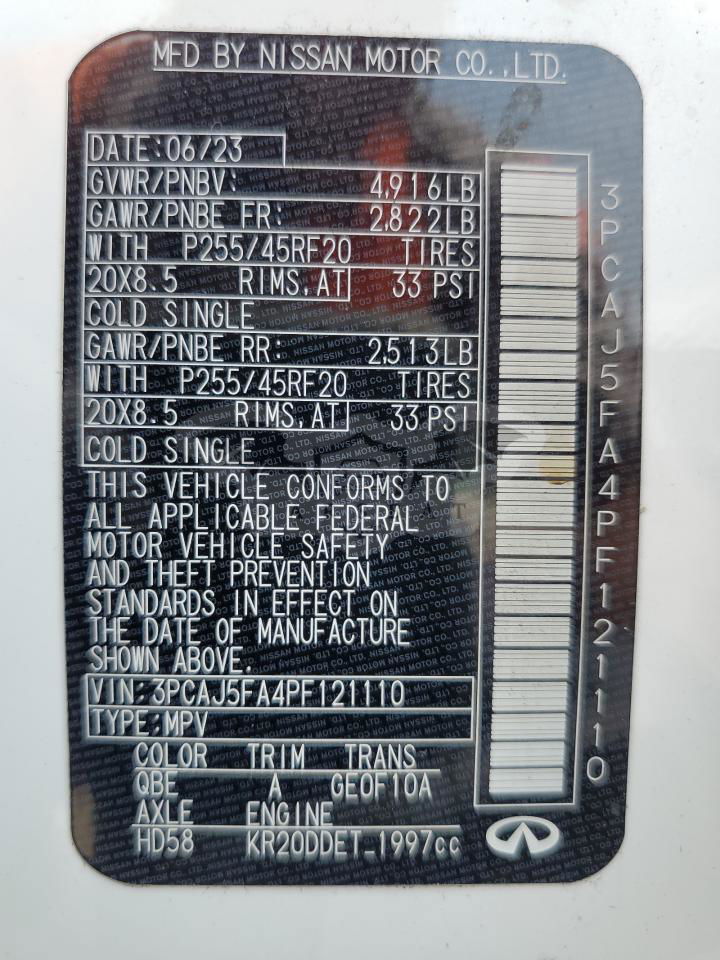 MFD BY NISSAN MOTOR CO.,LTD.
DATE:06/23
GVWR/PNBV: 4,916LB
GAWR/PNBE FR: 2,822LB
WITH P255/45RF20 TIRES
20X8.5 RIMS,AT 33 PSI
COLD SINGLE
GAWR/PNBE RR: 2,513LB
WITH P255/45RF20 TIRES
20X8.5 RIMS,AT 33 PSI
COLD SINGLE
THIS VEHICLE CONFORMS TO
ALL APPLICABLE FEDERAL
MOTOR VEHICLE SAFETY
AND THEFT PREVENTION
STANDARDS IN EFFECT ON
THE DATE OF MANUFACTURE
SHOWN ABOVE.
VIN:3PCAJ5FA4PF121110
TYPE:MPV
COLOR TRIM TRANS
QBE A GE0F10A
AXLE ENGINE
HD58 KR20DDET-1997cc
3PCAJ5FA4PF121110